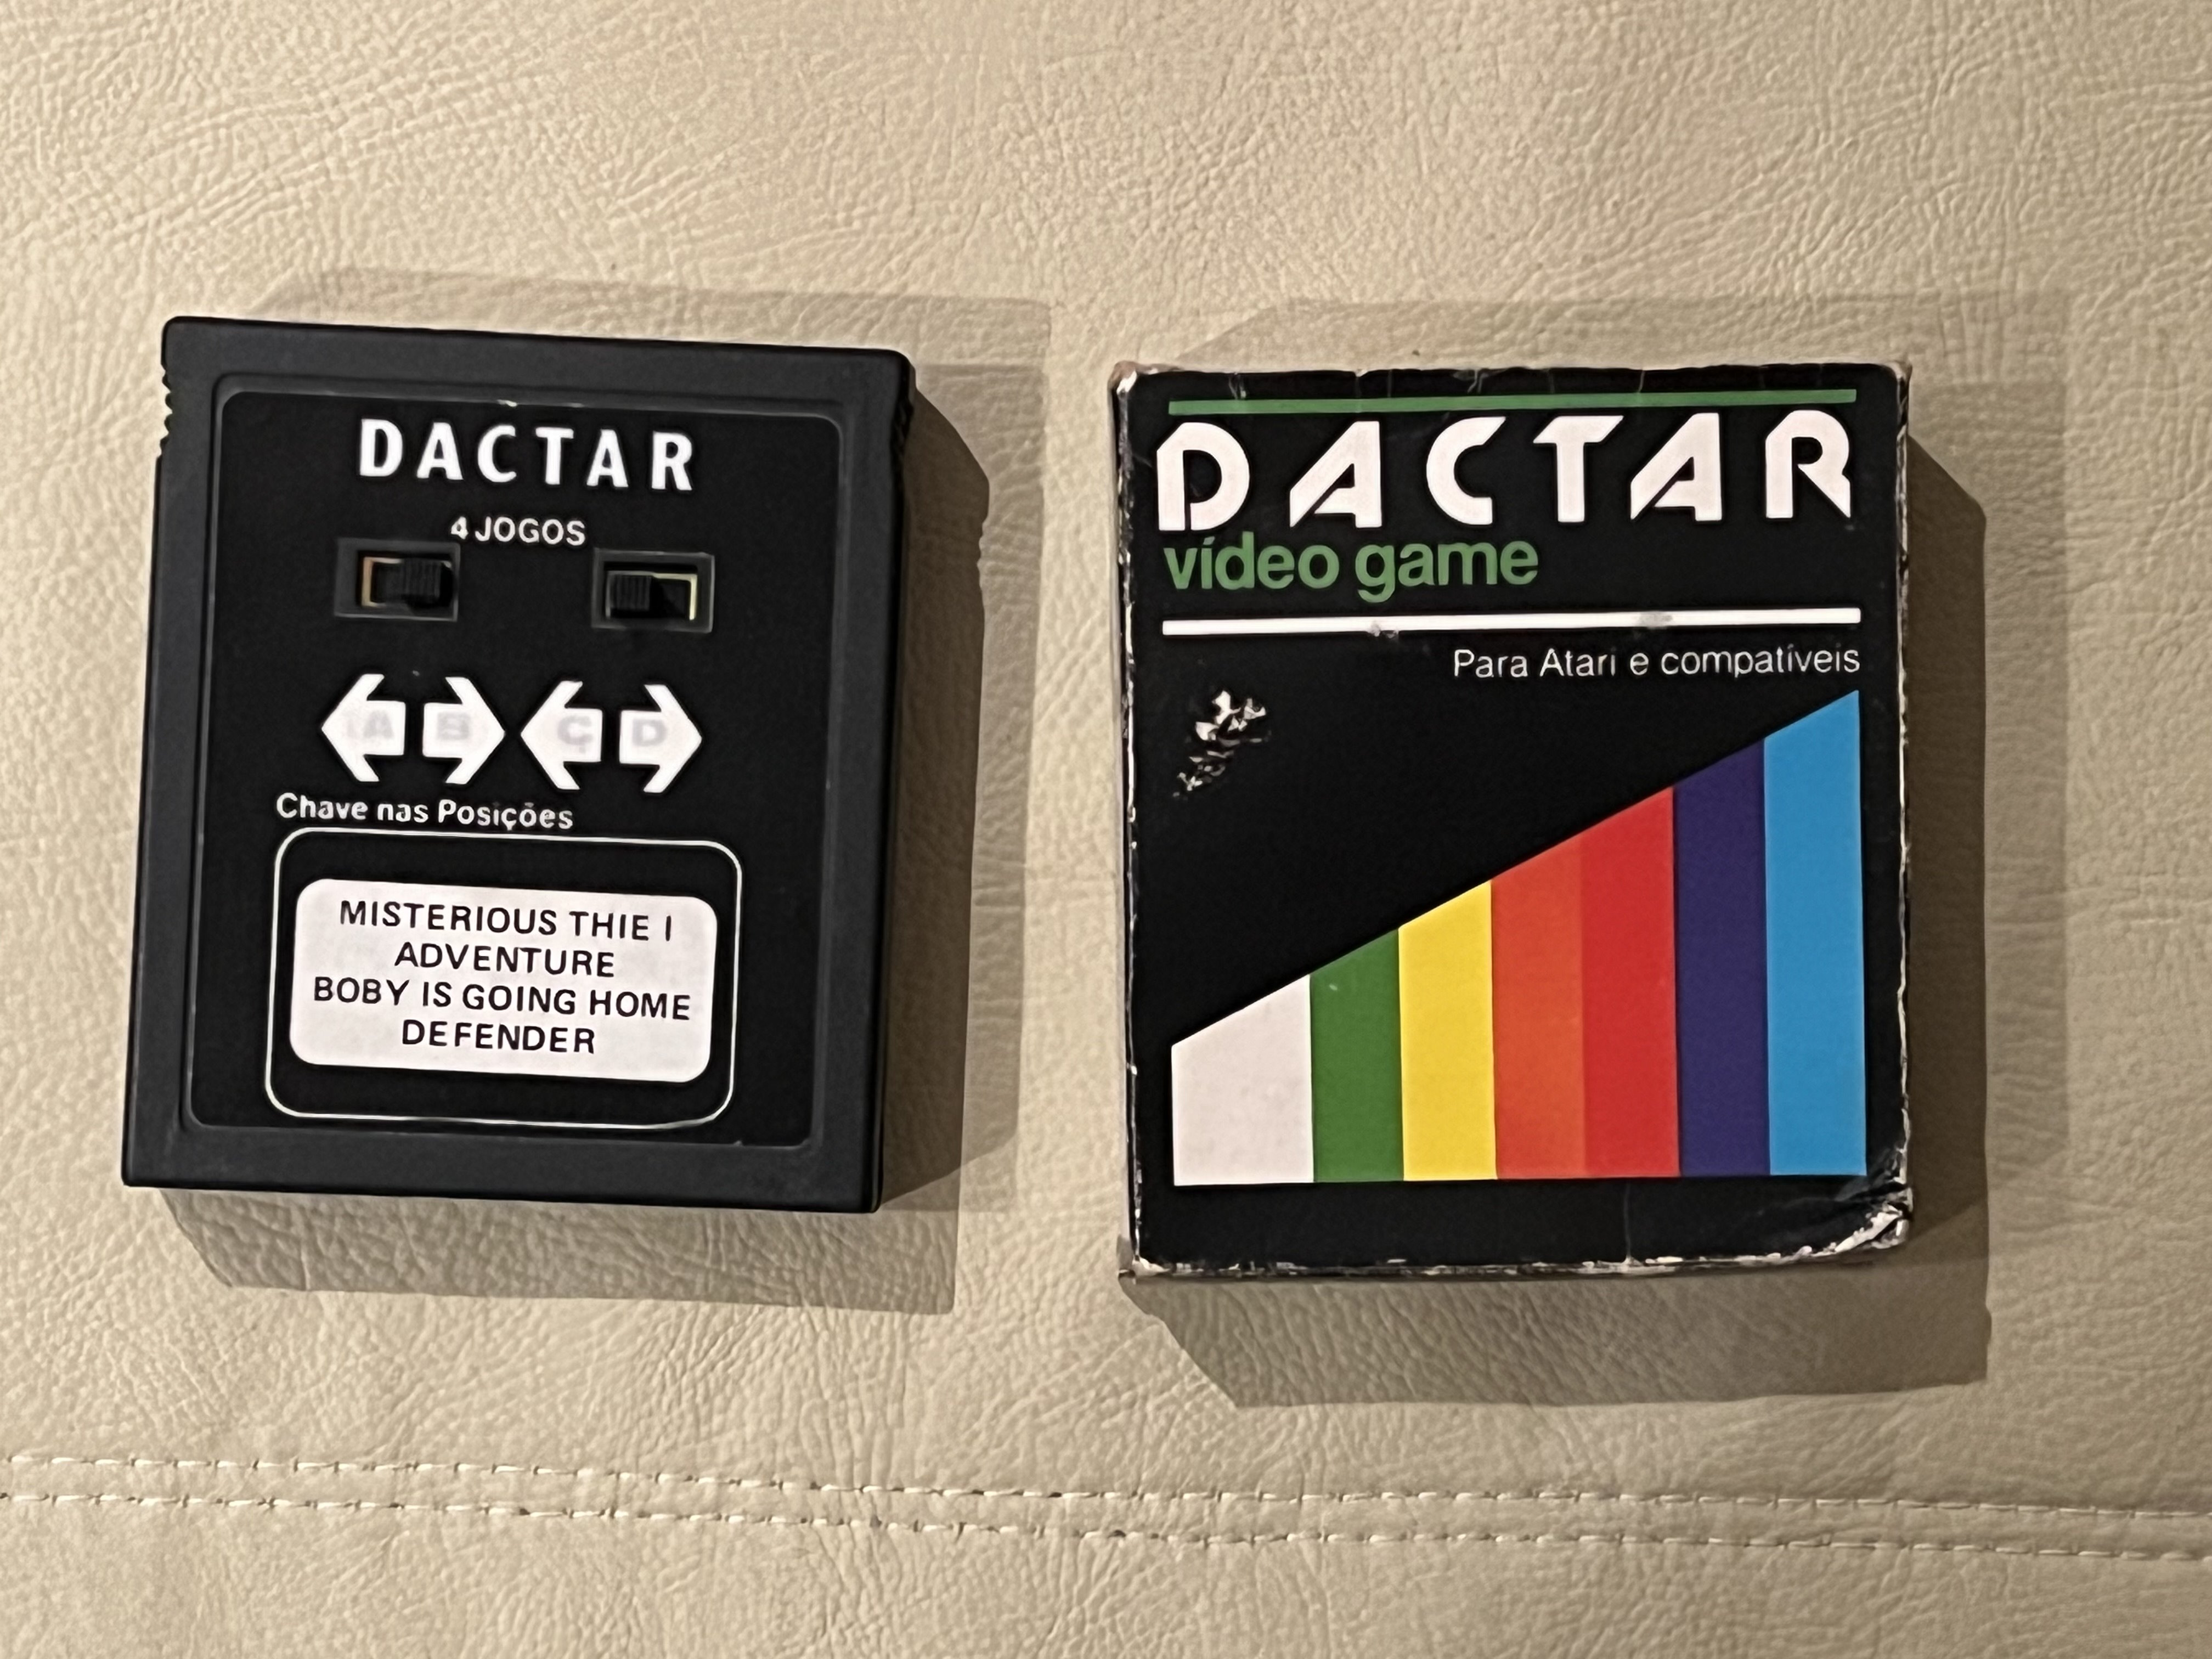 DACTAR
4 JOGOS
A B C D
Chave nas Posições
MISTERIOUS THIE I
ADVENTURE
BOBY IS GOING HOME
DEFENDER
DACTAR
vídeo game
Para Atari e compatíveis